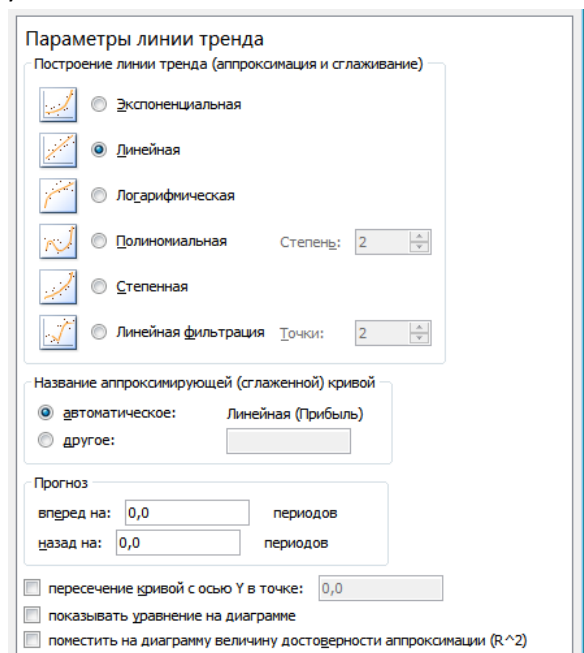 Параметры линии тренда
Построение линии тренда (аппроксимация и сглаживание)
Экспоненциальная
Линейная
Логарифмическая
Полиномиальная Степень: 2
Степенная
Линейная фильтрация Точки: 2
Название аппроксимирующей (сглаженной) кривой
автоматическое: Линейная (Прибыль)
другое:
Прогноз
вперед на: 0,0 периодов
назад на: 0,0 периодов
пересечение кривой с осью Y в точке: 0,0
показывать уравнение на диаграмме
поместить на диаграмму величину достоверности аппроксимации (R^2)